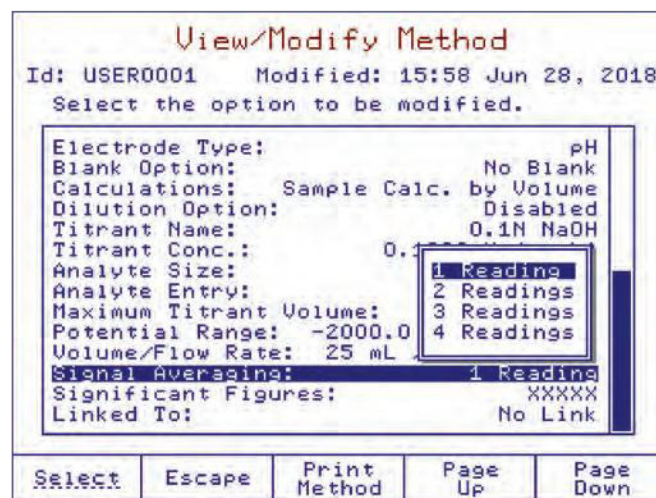 View/Modify Method
Id: USER0001 Modified: 15:58 Jun 28, 2018
Select the option to be modified.
Electrode Type: pH
Blank Option: No Blank
Calculations: Sample Calc. by Volume
Dilution Option: Disabled
Titrant Name: 0.1N NaOH
Titrant Conc.: 0.
Analyte Size:
Analyte Entry:
Maximum Titrant Volume:
Potential Range: -2000.0
Volume/Flow Rate: 25 mL
1 Reading
2 Readings
3 Readings
4 Readings
Signal Averaging: 1 Reading
Significant Figures: XXXXX
Linked To: No Link
Select Escape Print Method Page Up Page Down